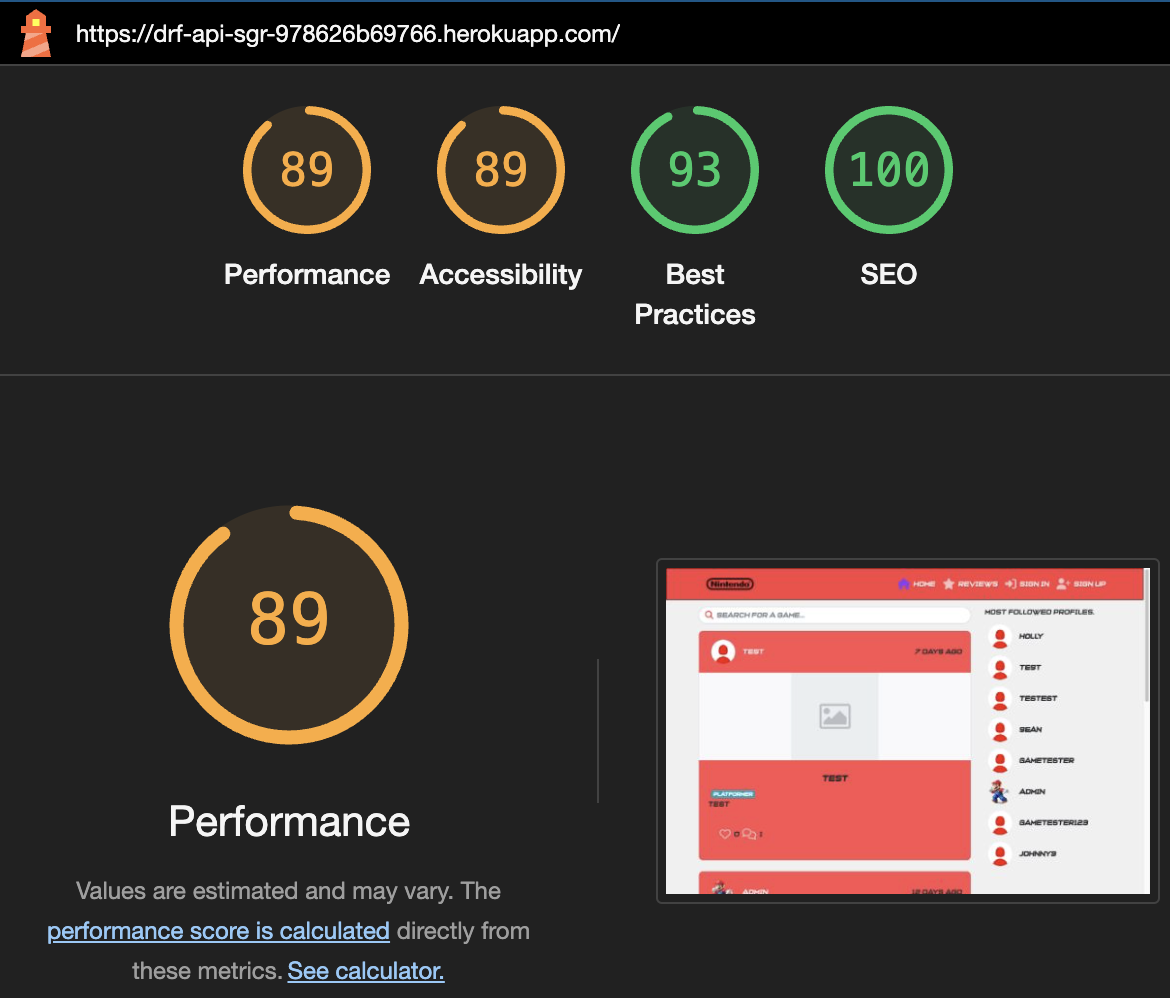 https://drf-api-sgr-978626b69766.herokuapp.com/
89
89
93
100
Performance
Accessibility
Best
Practices
SEO
89
Performance
Values are estimated and may vary. The
performance score is calculated directly from
these metrics. See calculator.
Nintendo
HOME
REVIEWS
SIGN IN
SIGN UP
SEARCH FOR A GAME...
TEST
7 DAYS AGO
TEST
PLATFORMER
TEST
0
1
ADMIN
12 DAYS AGO
MOST FOLLOWED PROFILES.
HOLLY
TEST
TESTEST
SEAN
GAMETESTER
ADMIN
GAMETESTER123
JOHNNY3